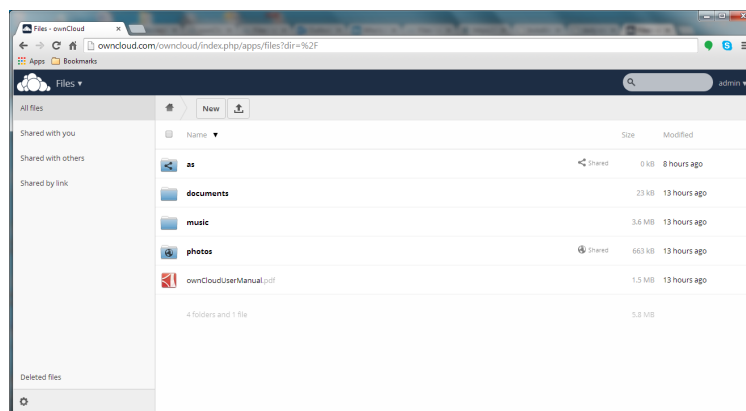 Files - ownCloud
owncloud.com/owncloud/index.php/apps/files?dir=%2F
Apps Bookmarks
Files ▾ admin ▾
All files
Shared with you
Shared with others
Shared by link
Deleted files
New
Name ▼ Size Modified
as Shared 0 kB 8 hours ago
documents 23 kB 13 hours ago
music 3.6 MB 13 hours ago
photos Shared 663 kB 13 hours ago
ownCloudUserManual.pdf 1.5 MB 13 hours ago
4 folders and 1 file 5.8 MB